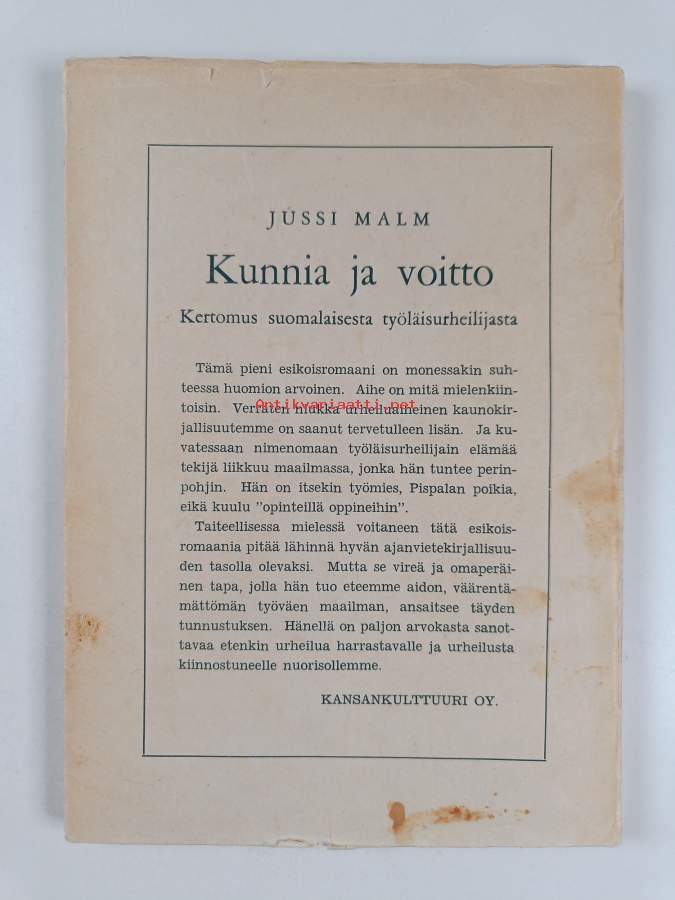 JUSSI MALM
Kunnia ja voitto
Kertomus suomalaisesta työläisurheilijasta
Tämä pieni esikoisromaani on monessakin suh-
teessa huomion arvoinen. Aihe on mitä mielenkiin-
toisin. Verraten niukka urheiluaiheinen kaunokir-
Antikvariaatti.net
jallisuutemme on saanut tervetulleen lisän. Ja ku-
vatessaan nimenomaan työläisurheilijain elämää
tekijä liikkuu maailmassa, jonka hän tuntee perin-
pohjin. Hän on itsekin työmies, Pispalan poikia,
eikä kuulu "opinteillä oppineihin".
Taiteellisessa mielessä voitaneen tätä esikois-
romaania pitää lähinnä hyvän ajanvietekirjallisuu-
den tasolla olevaksi. Mutta se vireä ja omaperäi-
nen tapa, jolla hän tuo eteemme aidon, väärentä-
mättömän työväen maailman, ansaitsee täyden
tunnustuksen. Hänellä on paljon arvokasta sanot-
tavaa etenkin urheilua harrastavalle ja urheilusta
kiinnostuneelle nuorisollemme.
KANSANKULTTUURI OY.